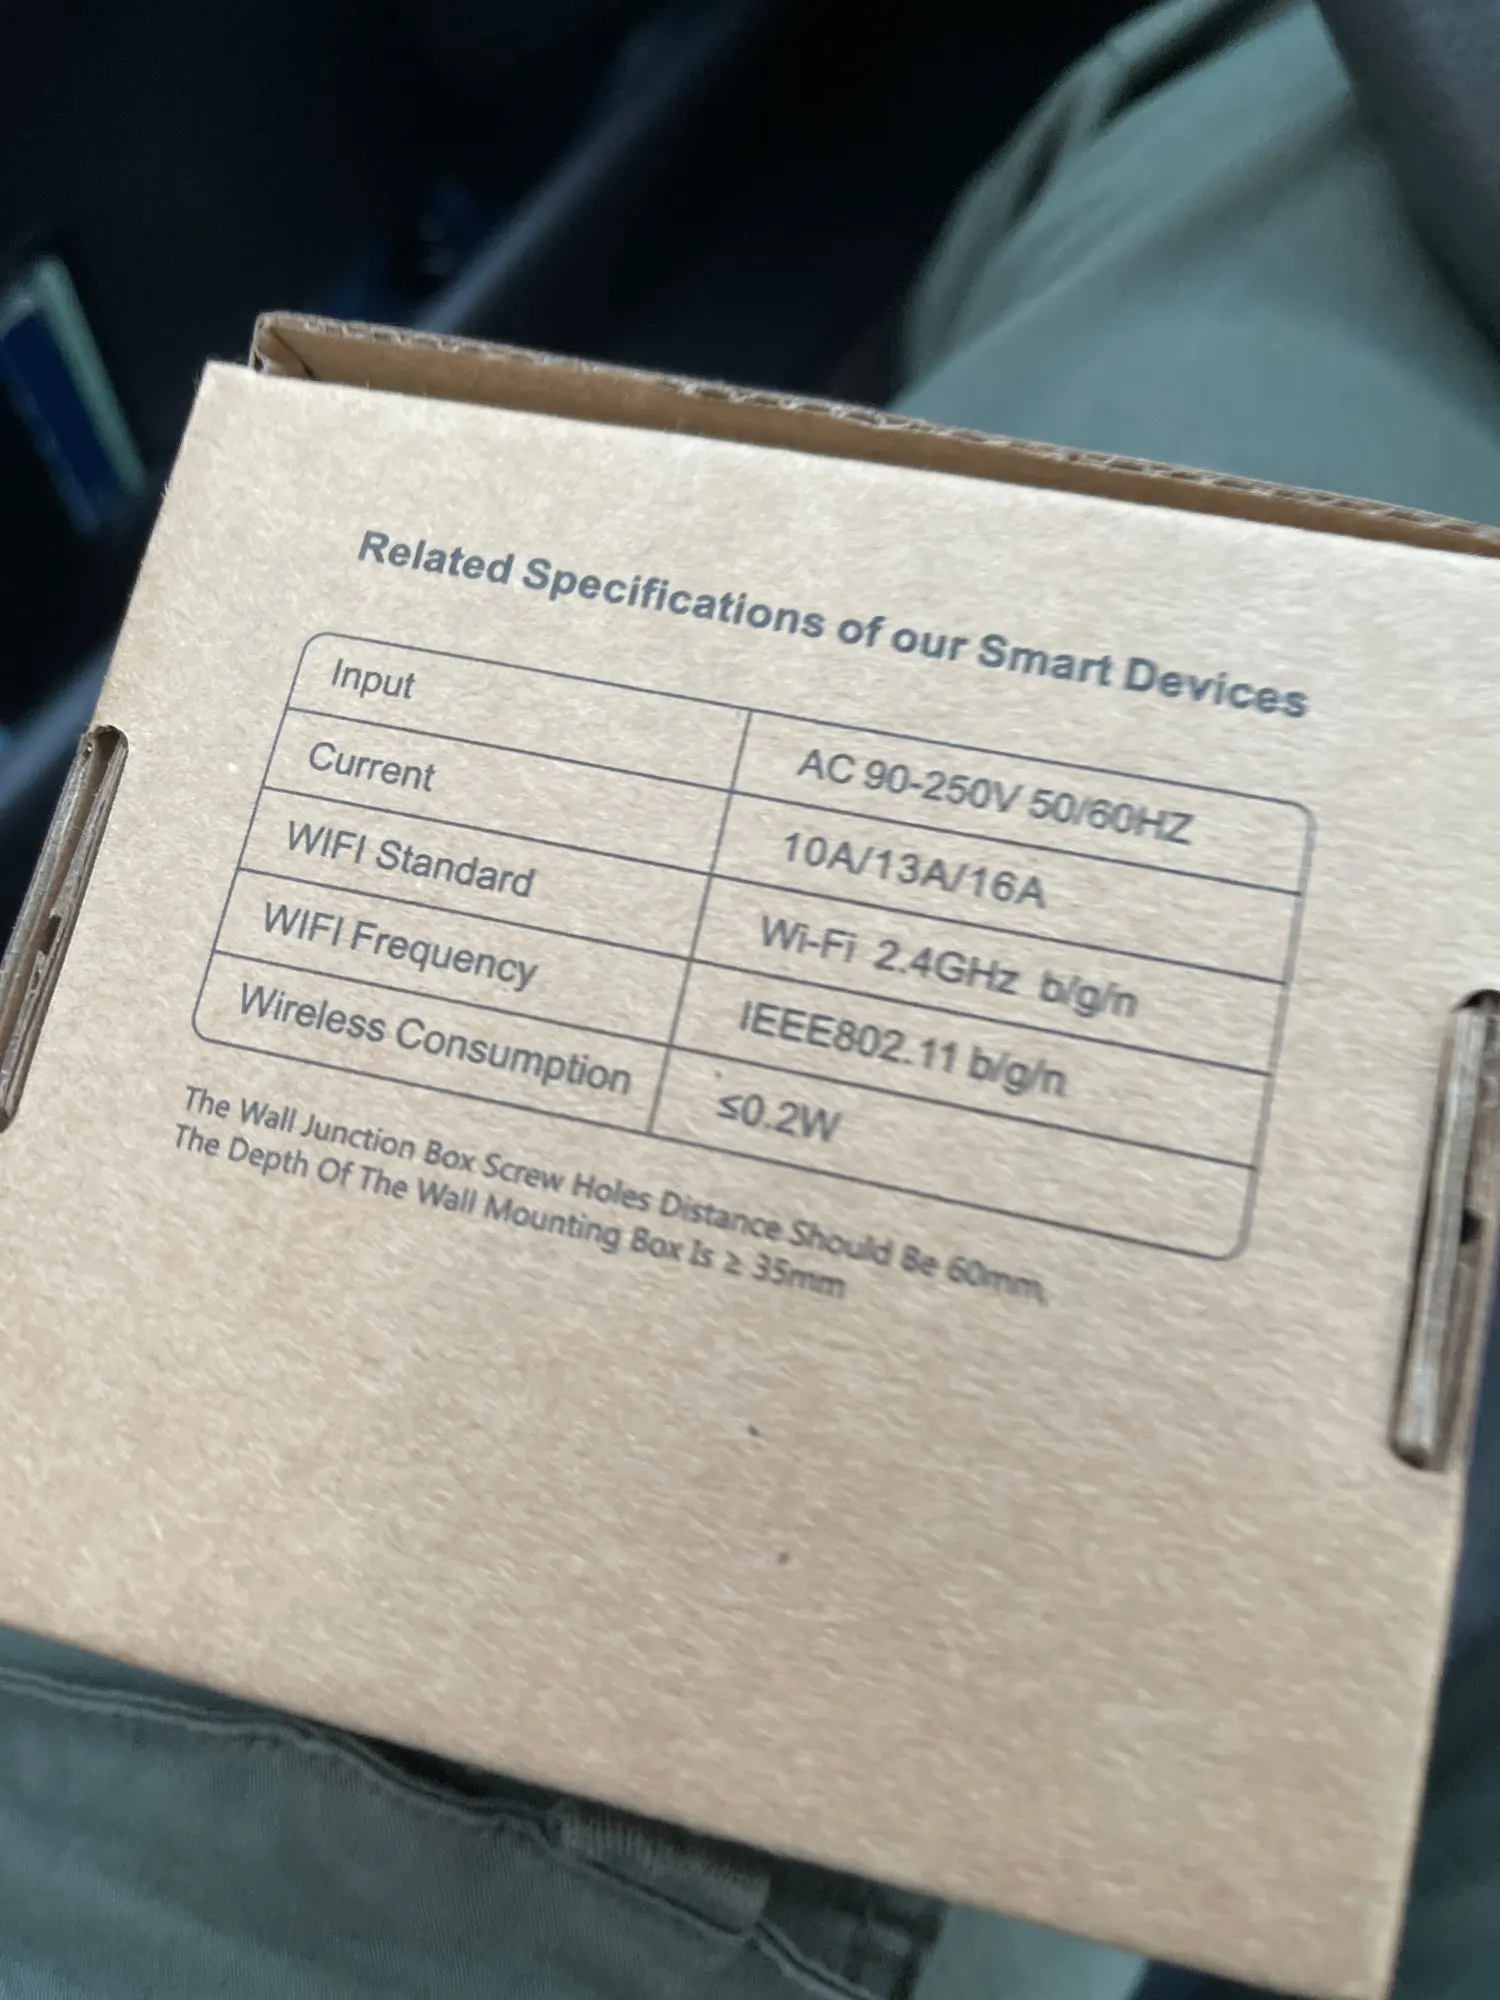 Related Specifications of our Smart Devices
Input AC 90-250V 50/60HZ
Current 10A/13A/16A
WIFI Standard Wi-Fi 2.4GHz b/g/n
WIFI Frequency IEEE802.11 b/g/n
Wireless Consumption ≤0.2W
The Wall Junction Box Screw Holes Distance Should Be 60mm,
The Depth Of The Wall Mounting Box Is ≥ 35mm